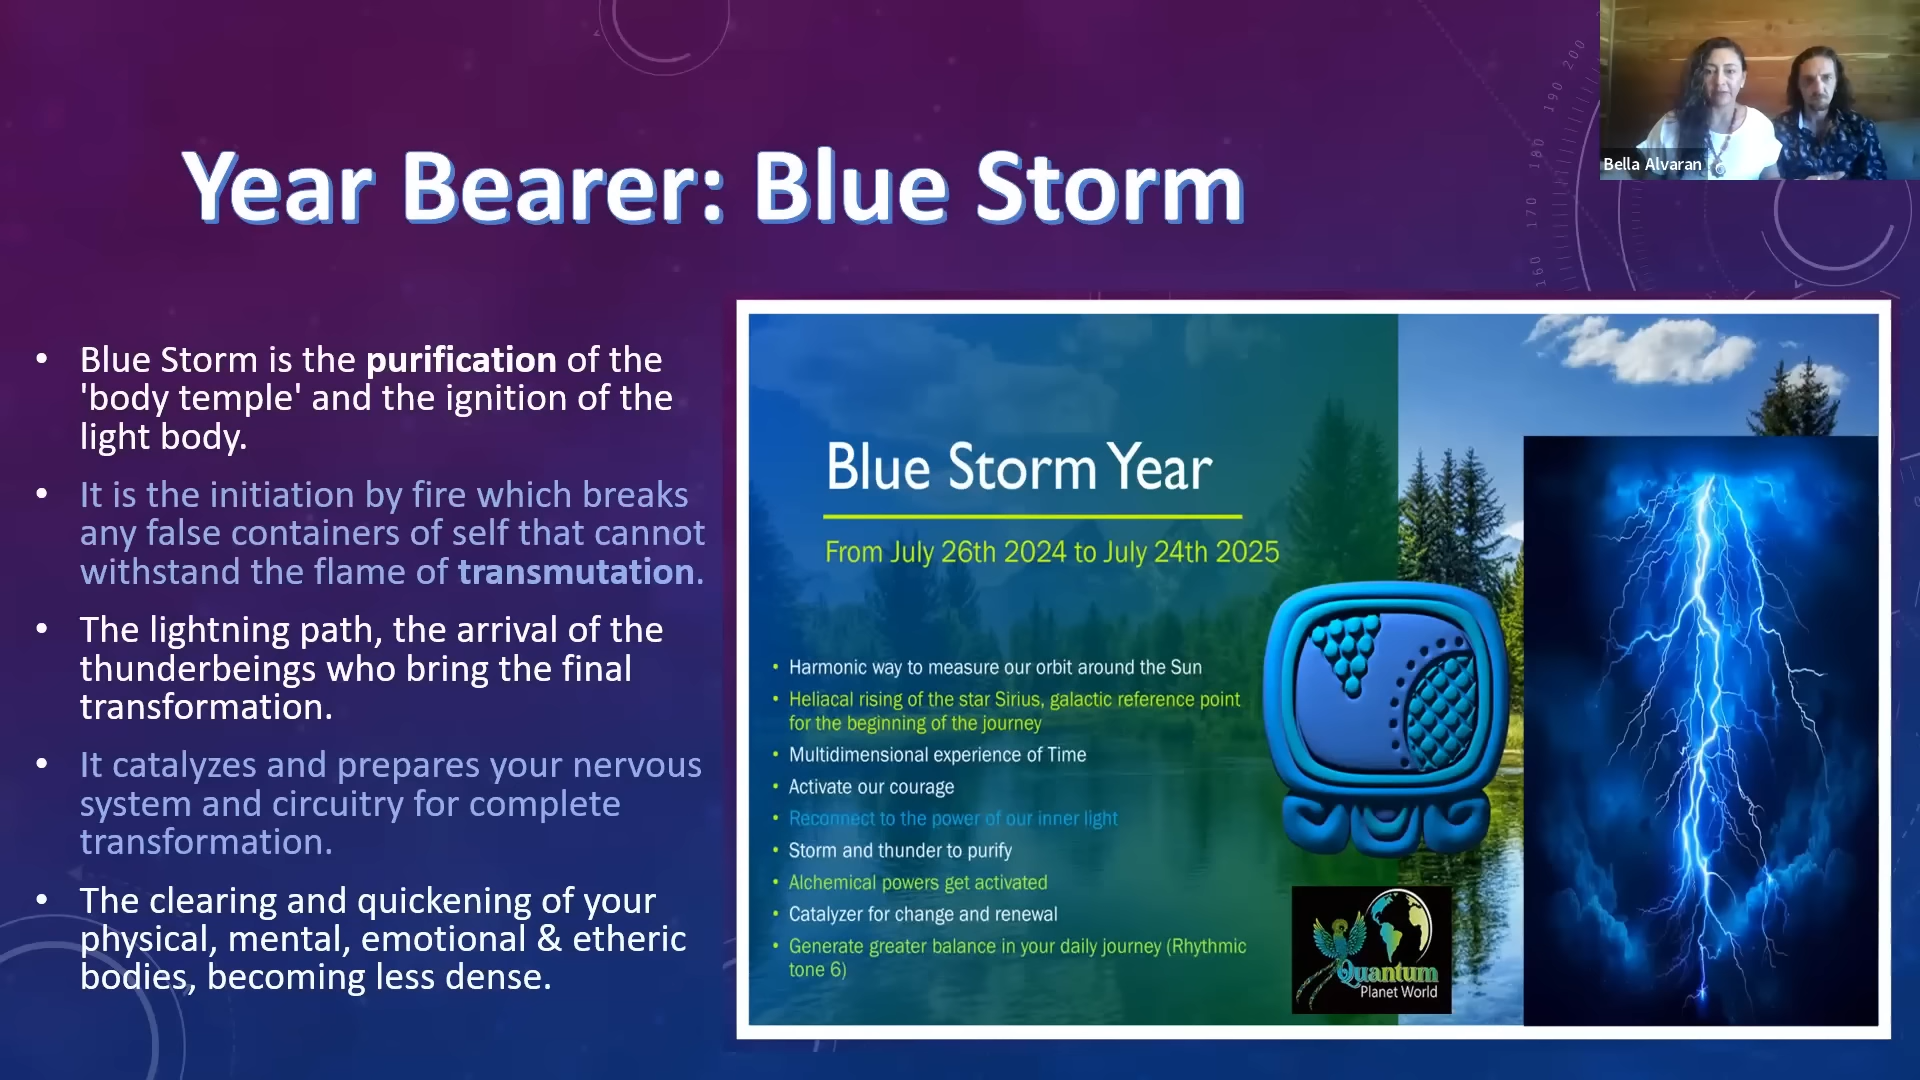 Bella Alvaran
200
190
180
170
160
Year Bearer: Blue Storm
• Blue Storm is the purification of the
'body temple' and the ignition of the
light body.
• It is the initiation by fire which breaks
any false containers of self that cannot
withstand the flame of transmutation.
• The lightning path, the arrival of the
thunderbeings who bring the final
transformation.
• It catalyzes and prepares your nervous
system and circuitry for complete
transformation.
• The clearing and quickening of your
physical, mental, emotional & etheric
bodies, becoming less dense.
Blue Storm Year
From July 26th 2024 to July 24th 2025
• Harmonic way to measure our orbit around the Sun
• Heliacal rising of the star Sirius, galactic reference point
for the beginning of the journey
• Multidimensional experience of Time
• Activate our courage
• Reconnect to the power of our inner light
• Storm and thunder to purify
• Alchemical powers get activated
• Catalyzer for change and renewal
• Generate greater balance in your daily journey (Rhythmic
tone 6)
Quantum
Planet World